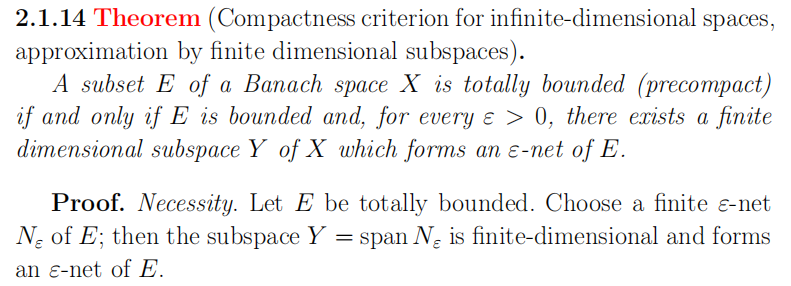 2.1.14 Theorem (Compactness criterion for infinite-dimensional spaces,
approximation by finite dimensional subspaces).
A subset E of a Banach space X is totally bounded (precompact)
if and only if E is bounded and, for every ε > 0, there exists a finite
dimensional subspace Y of X which forms an ε-net of E.
Proof. Necessity. Let E be totally bounded. Choose a finite ε-net
Nε of E; then the subspace Y = span Nε is finite-dimensional and forms
an ε-net of E.